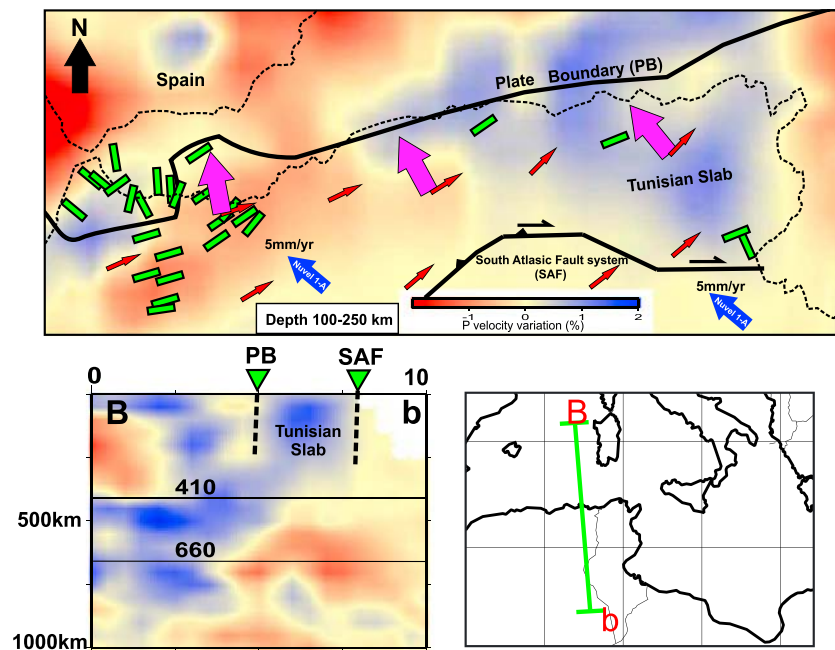 N
Spain
Plate Boundary (PB)
Tunisian Slab
5mm/yr
Nuvel 1-A
South Atlasic Fault system
(SAF)
5mm/yr
Nuvel 1-A
Depth 100-250 km
-1 0 1 2
P velocity variation (%)
PB SAF
0 10
B b
Tunisian
Slab
410
500km
660
1000km
B
b